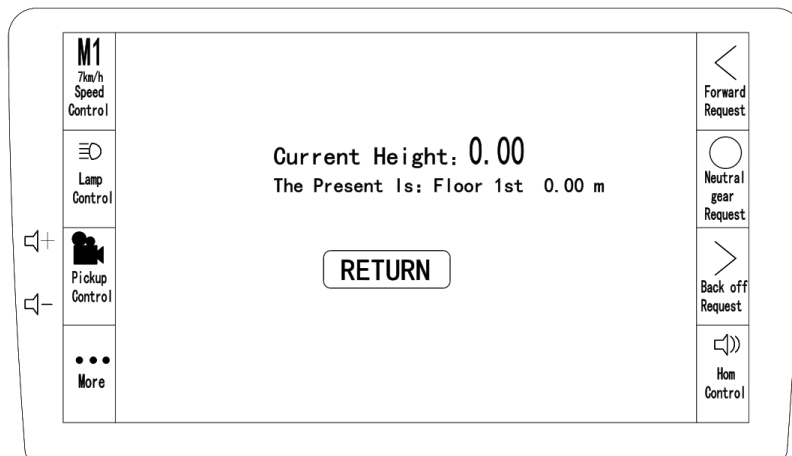 M1
7km/h
Speed
Control
Lamp
Control
Pickup
Control
More
Current Height: 0.00
The Present Is: Floor 1st 0.00 m
RETURN
Forward
Request
Neutral
gear
Request
Back off
Request
Hom
Control